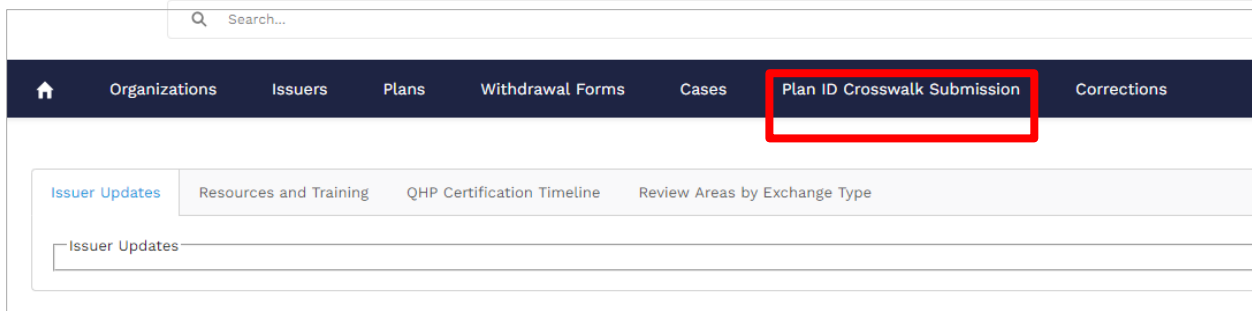 Search...
Organizations Issuers Plans Withdrawal Forms Cases Plan ID Crosswalk Submission Corrections
Issuer Updates Resources and Training QHP Certification Timeline Review Areas by Exchange Type
Issuer Updates